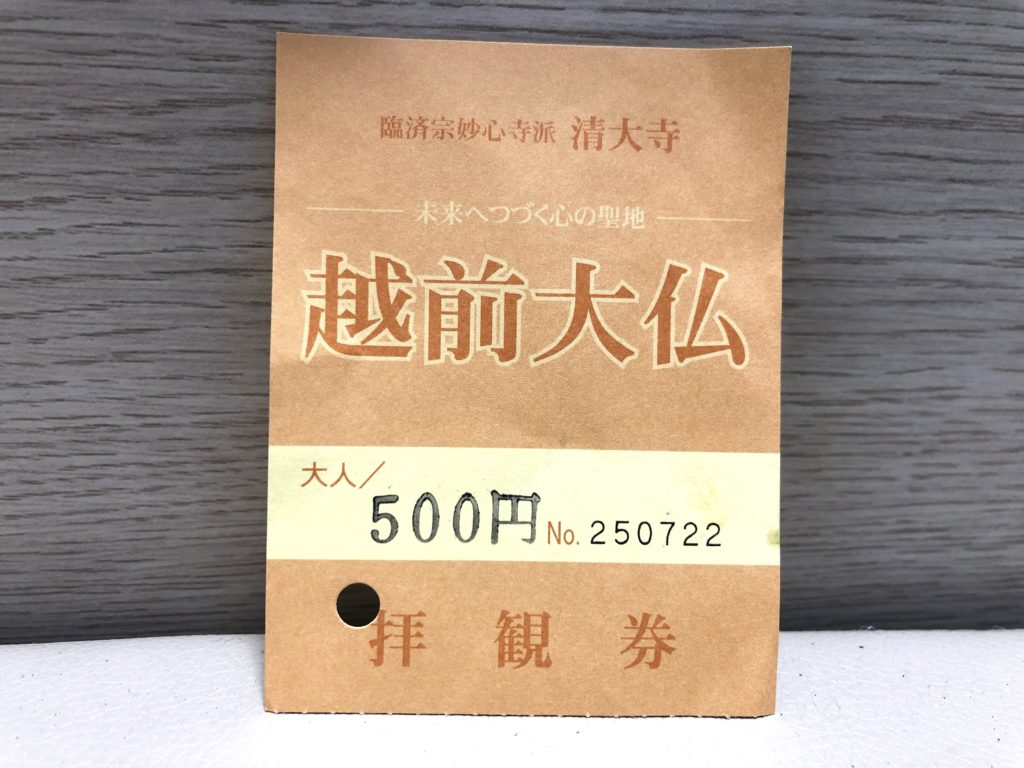 臨済宗妙心寺派 清大寺
未来へつづく心の聖地
越前大仏
大人/
500円 No. 250722
拝観券